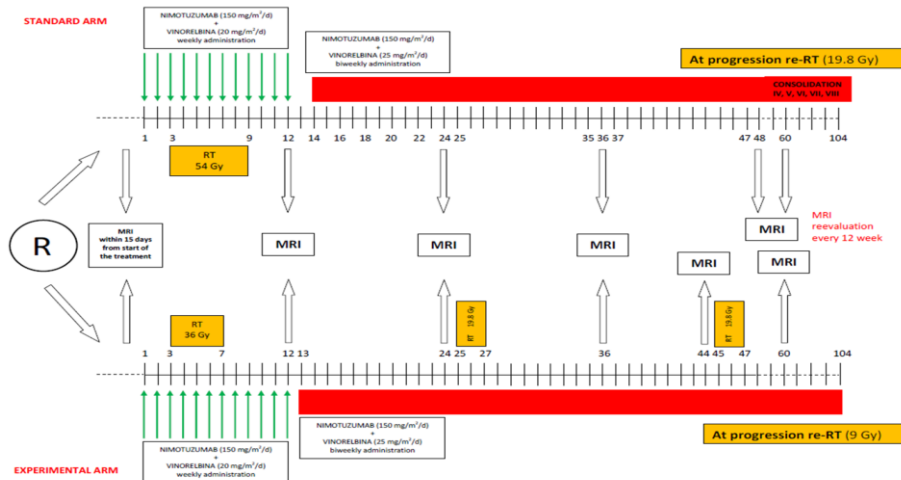 STANDARD ARM
NIMOTUZUMAB (150 mg/m²/d)
+
VINORELBINA (20 mg/m²/d)
weekly administration
NIMOTUZUMAB (150 mg/m²/d)
+
VINORELBINA (25 mg/m²/d)
biweekly administration
At progression re-RT (19.8 Gy)
CONSOLIDATION
IV, V, VI, VII, VIII
1 3 9 12 14 16 18 20 22 24 25 35 36 37 47 48 60 104
RT
54 Gy
R
MRI
within 15 days
from start of
the treatment
MRI
MRI
MRI
MRI
MRI
MRI
MRI
reevaluation
every 12 week
RT
36 Gy
RT 19.8 Gy
RT 19.8 Gy
1 3 7 12 13 24 25 27 36 44 45 47 60 104
NIMOTUZUMAB (150 mg/m²/d)
+
VINORELBINA (20 mg/m²/d)
weekly administration
NIMOTUZUMAB (150 mg/m²/d)
+
VINORELBINA (25 mg/m²/d)
biweekly administration
At progression re-RT (9 Gy)
EXPERIMENTAL ARM